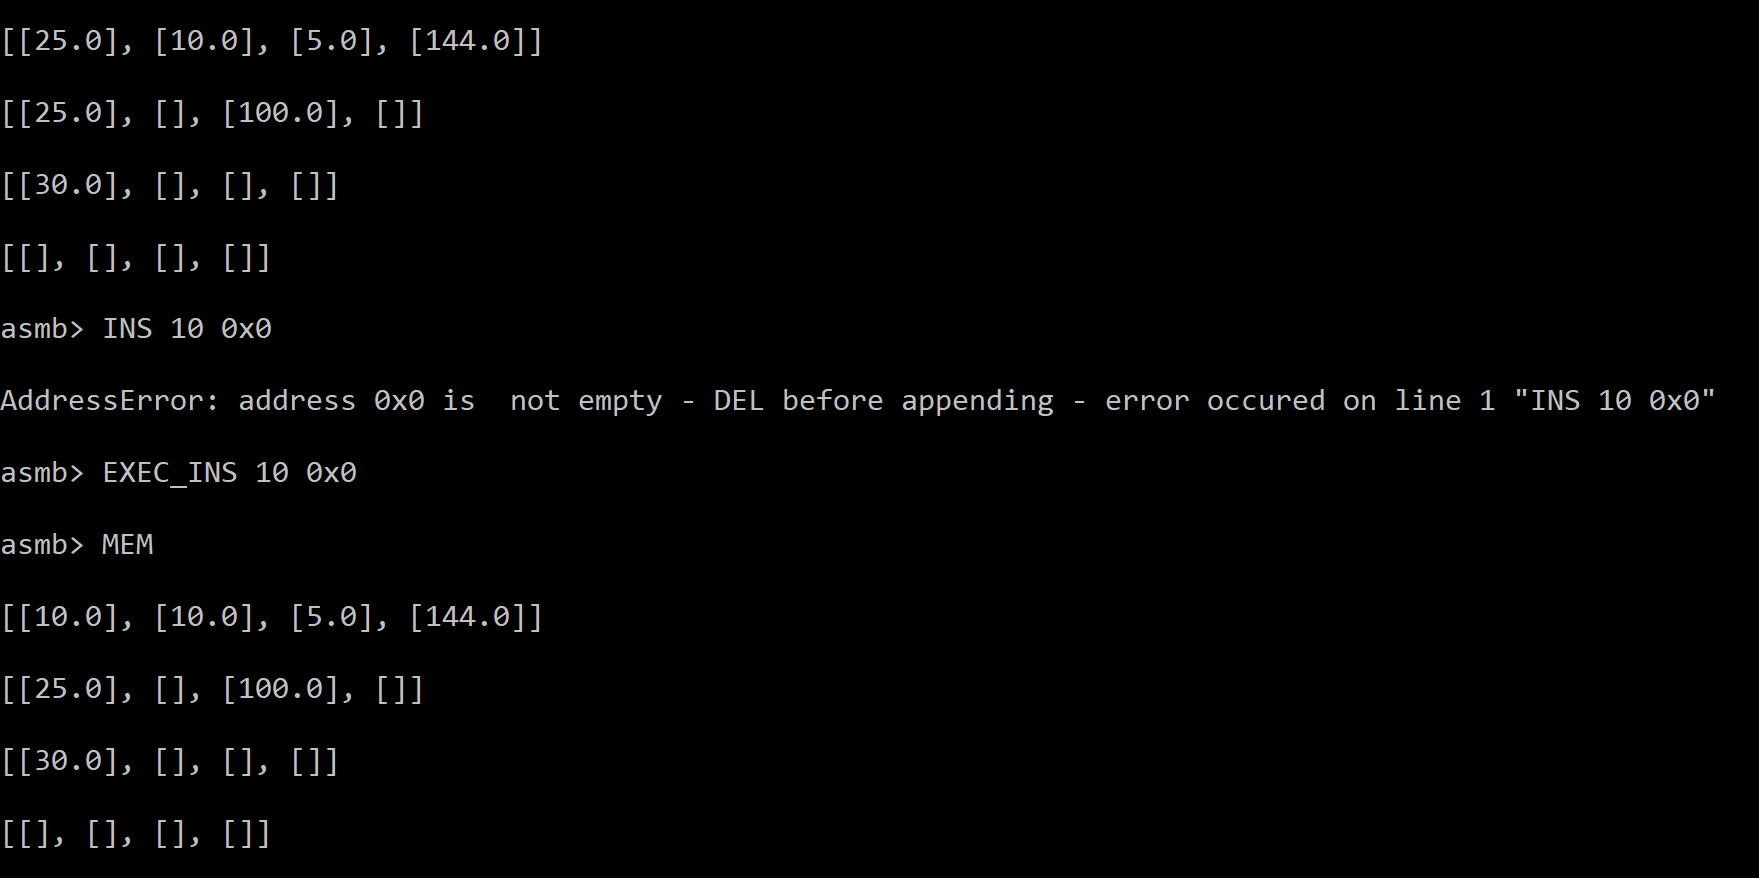 [[25.0], [10.0], [5.0], [144.0]]
[[25.0], [], [100.0], []]
[[30.0], [], [], []]
[[], [], [], []]
asmb> INS 10 0x0
AddressError: address 0x0 is  not empty - DEL before appending - error occured on line 1 "INS 10 0x0"
asmb> EXEC_INS 10 0x0
asmb> MEM
[[10.0], [10.0], [5.0], [144.0]]
[[25.0], [], [100.0], []]
[[30.0], [], [], []]
[[], [], [], []]